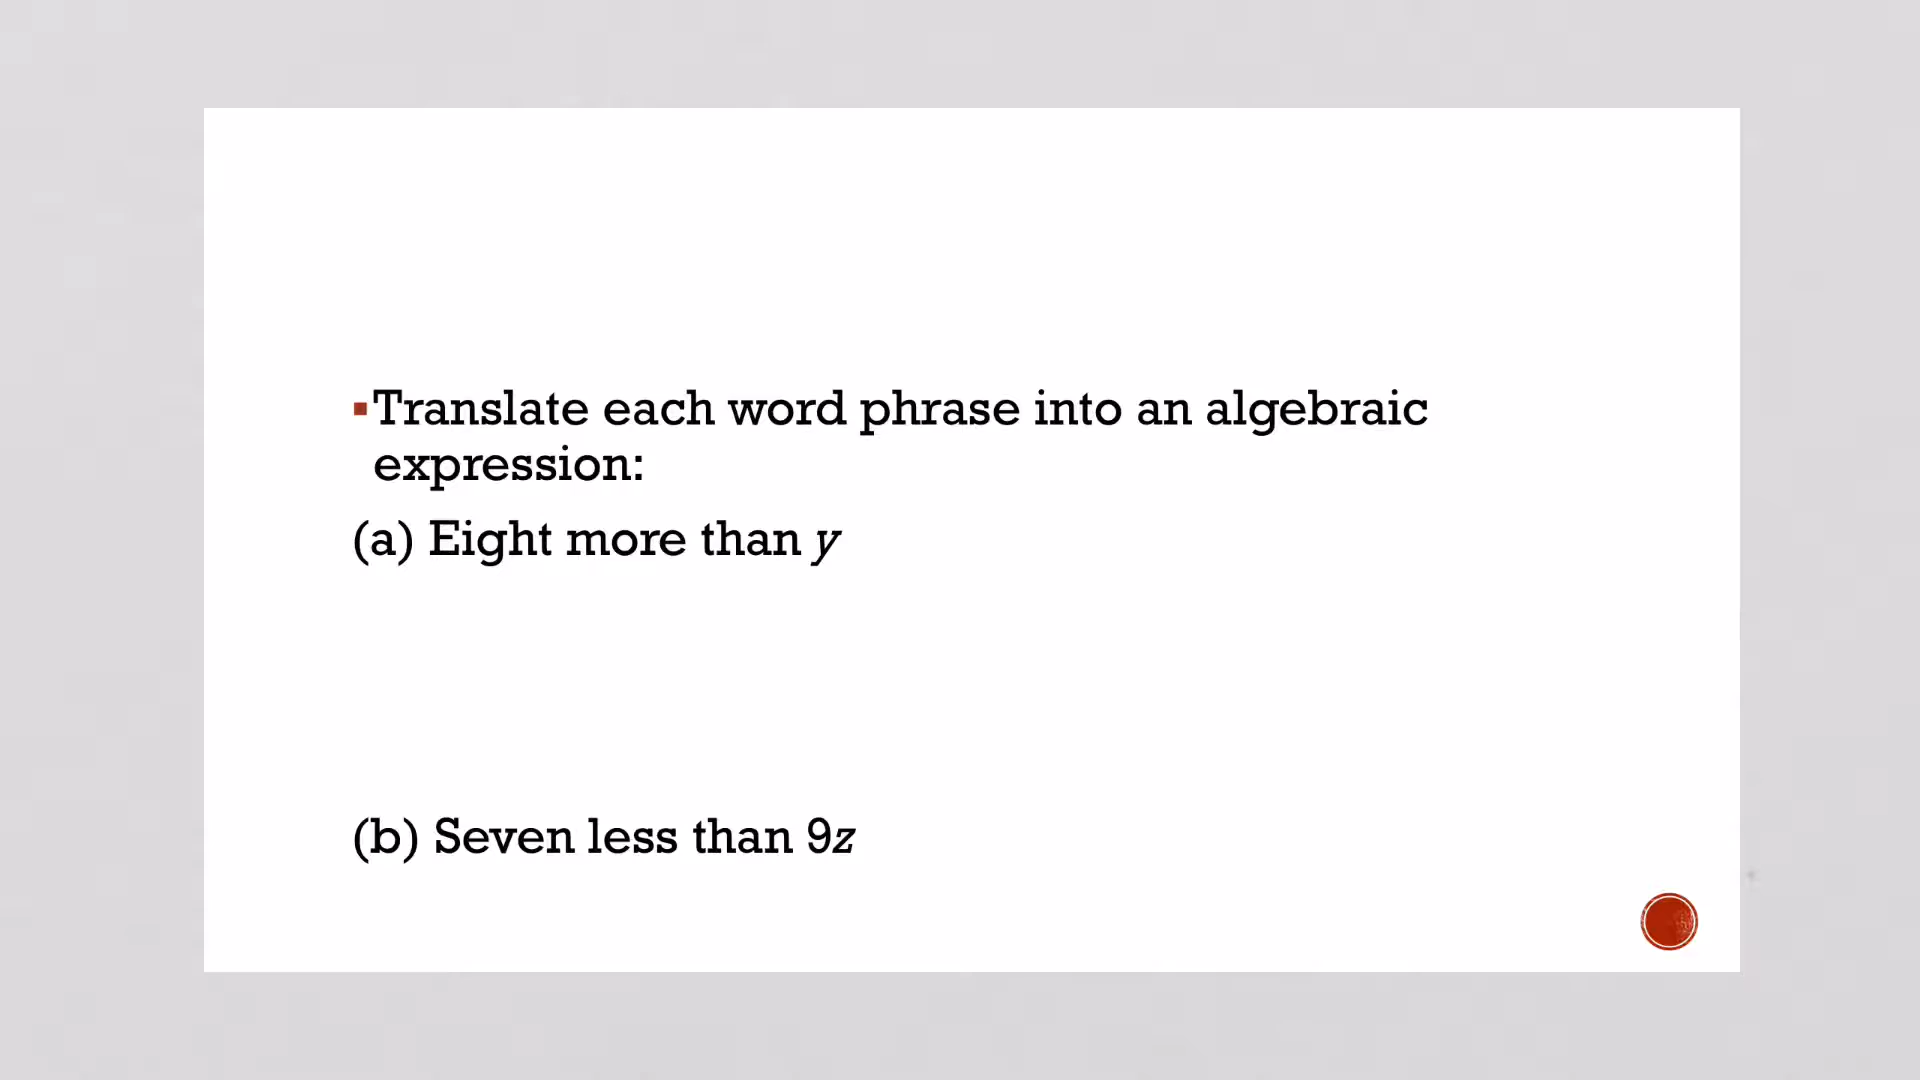 ▪Translate each word phrase into an algebraic
expression:
(a) Eight more than y
(b) Seven less than 9z